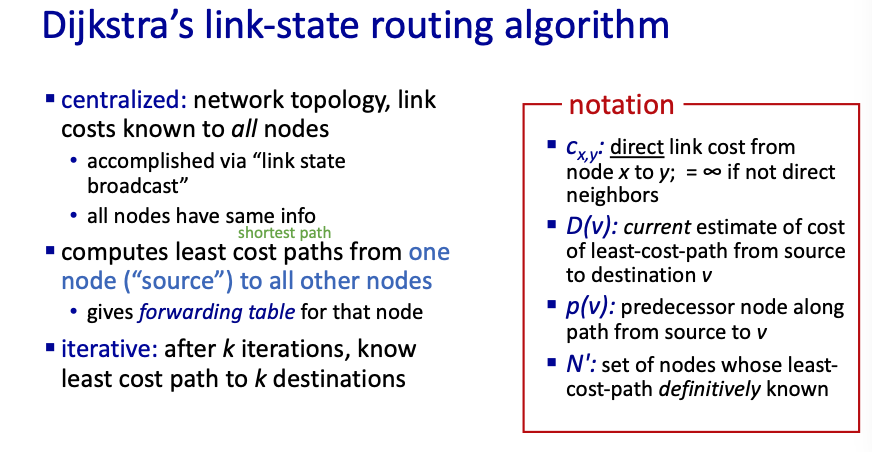 Dijkstra’s link-state routing algorithm
▪ centralized: network topology, link
costs known to all nodes
• accomplished via “link state
broadcast”
• all nodes have same info
shortest path
▪ computes least cost paths from one
node (“source”) to all other nodes
• gives forwarding table for that node
▪ iterative: after k iterations, know
least cost path to k destinations
notation
▪ cx,y: direct link cost from
node x to y; = ∞ if not direct
neighbors
▪ D(v): current estimate of cost
of least-cost-path from source
to destination v
▪ p(v): predecessor node along
path from source to v
▪ N': set of nodes whose least-
cost-path definitively known